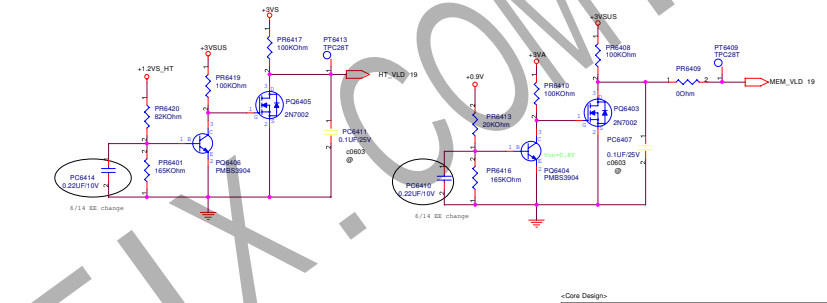 +3VS
PR6417
100KOhm
PT6413
TPC28T
HT_VLD 19
+3VSUS
PR6419
100KOhm
+1.2VS_HT
PR6420
82KOhm
PQ6405
2N7002
PC6411
0.1UF/25V
c0603
@
PR6401
165KOhm
PQ6406
PMBS3904
PC6414
0.22UF/10V
6/14 EE change
+3VSUS
PR6408
100KOhm
PT6409
TPC28T
PR6409
0Ohm
MEM_VLD 19
+3VA
PR6410
100KOhm
+0.9V
PR6413
20KOhm
PQ6403
2N7002
PC6407
0.1UF/25V
c0603
@
PR6416
165KOhm
PQ6404
PMBS3904
PC6410
0.22UF/10V
6/14 EE change
<Core Design>